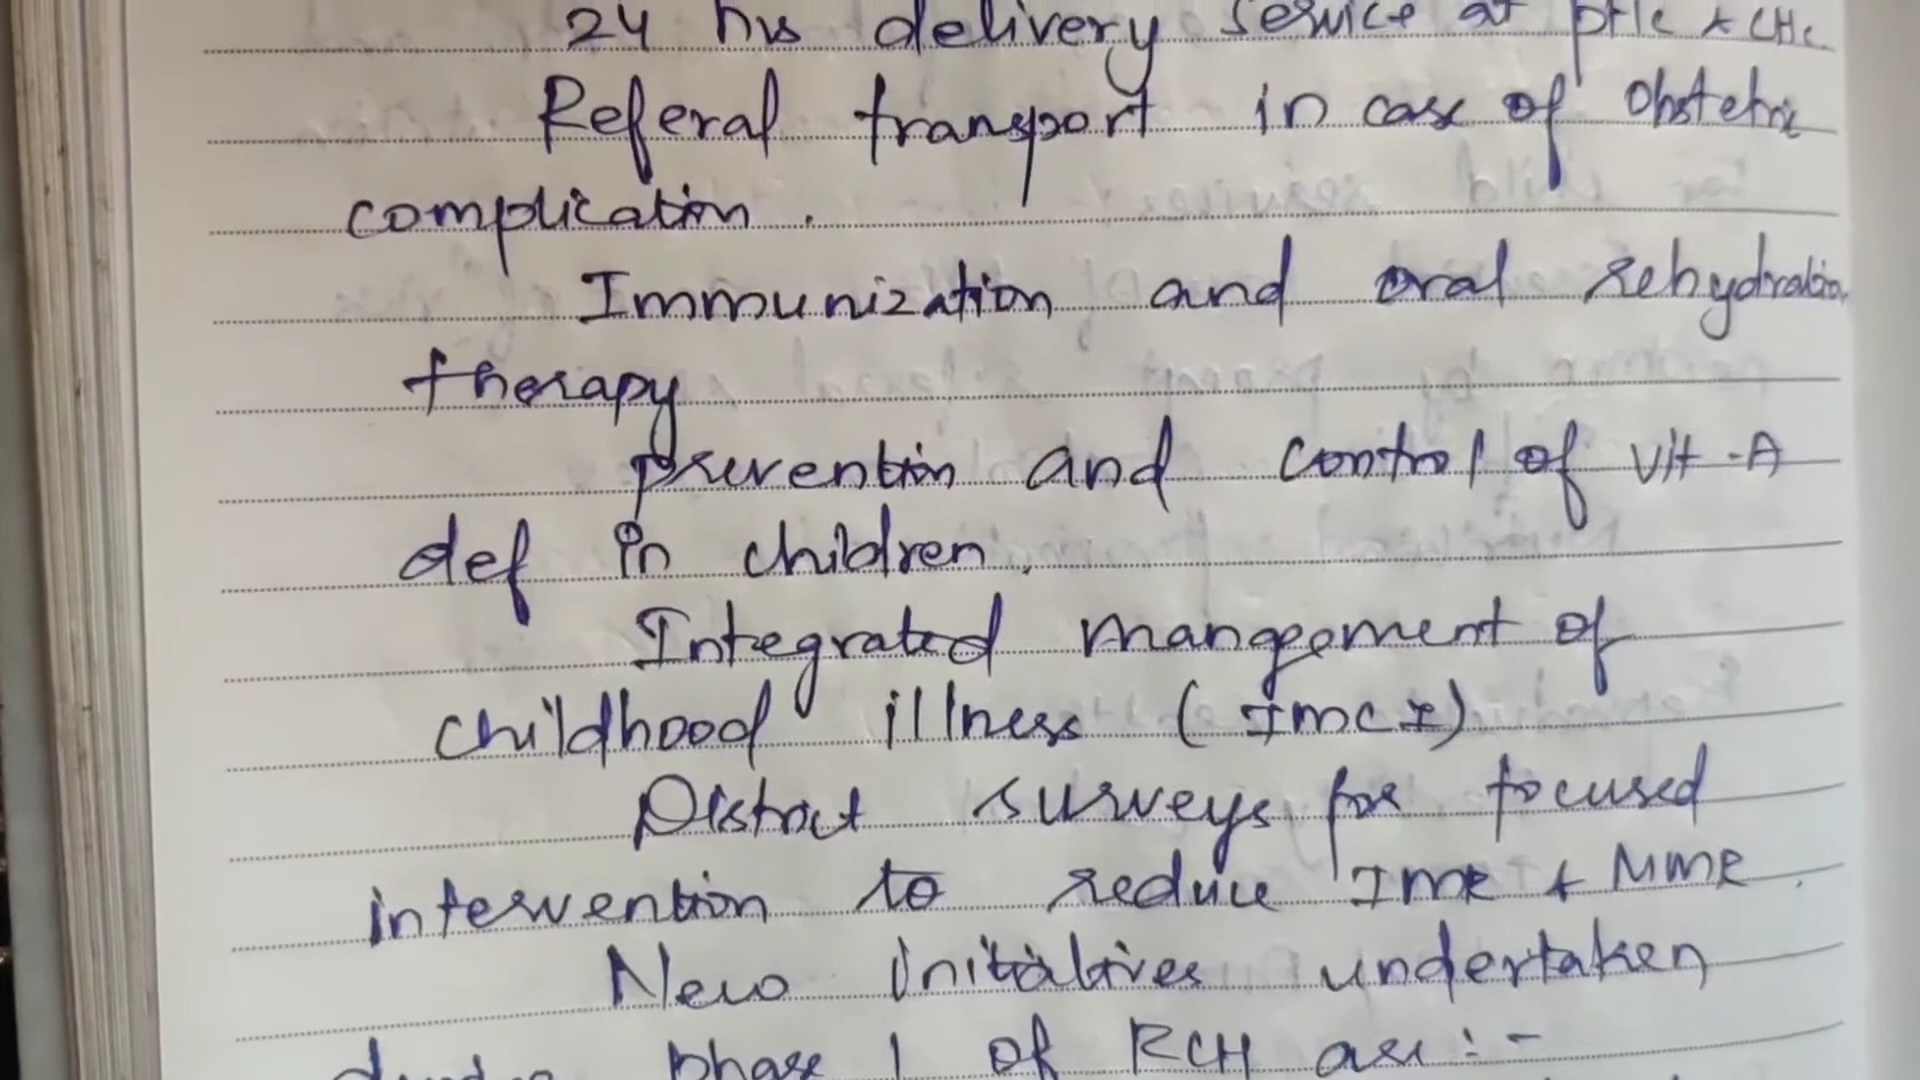 24 hrs delivery service at PHC & CHC
Referal transport in case of Obstetric
complication.
Immunization and oral rehydration
therapy
prevention and control of Vit-A
def in children.
Integrated mangement of
childhood illness (IMCI)
District surveys for focused
intervention to reduce IMR & MMR.
New initiatives undertaken
phase 1 of RCH are:-